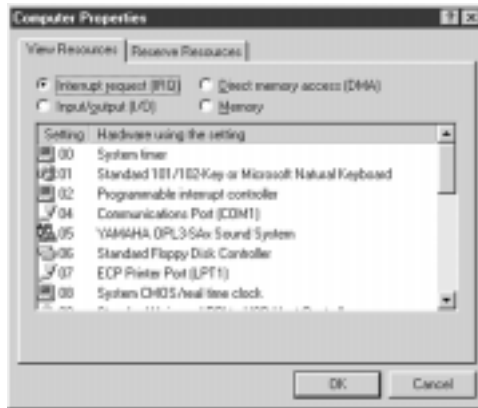 Computer Properties
View Resources Reserve Resources
Interrupt request (IRQ) Direct memory access (DMA)
Input/output (I/O) Memory
Setting Hardware using the setting
00 System timer
01 Standard 101/102-Key or Microsoft Natural Keyboard
02 Programmable interrupt controller
04 Communications Port (COM1)
05 YAMAHA OPL3-SAx Sound System
06 Standard Floppy Disk Controller
07 ECP Printer Port (LPT1)
08 System CMOS/real time clock
OK Cancel